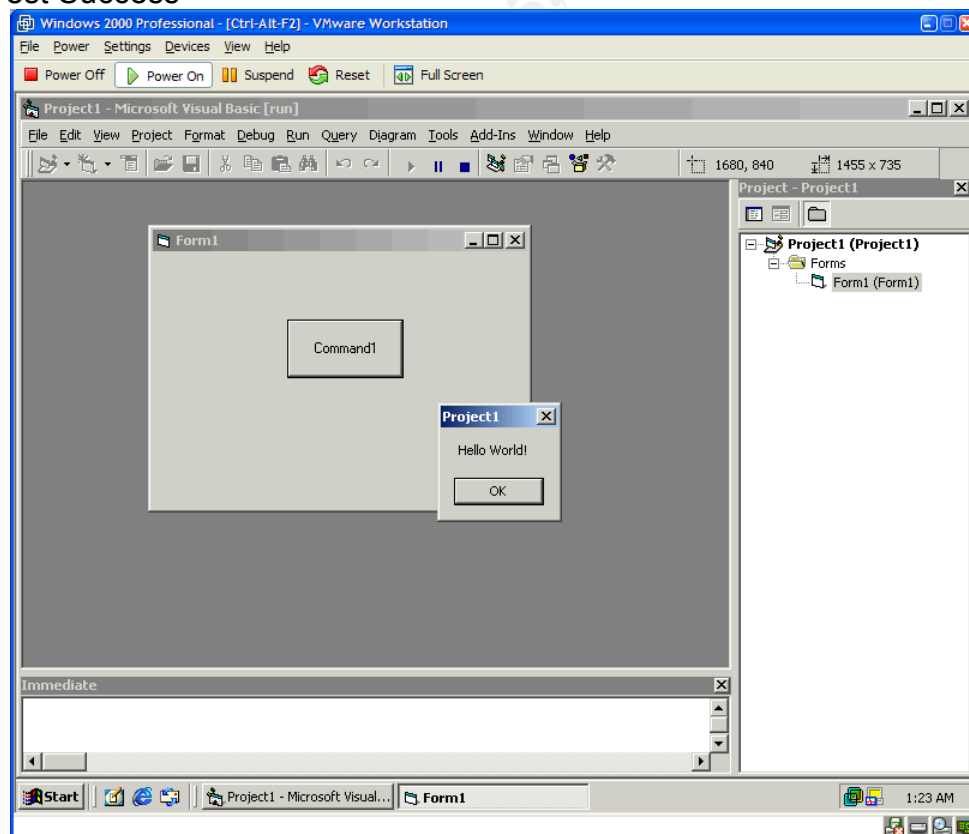 Success
Windows 2000 Professional - [Ctrl-Alt-F2] - VMware Workstation
File Power Settings Devices View Help
Power Off Power On Suspend Reset Full Screen
Project1 - Microsoft Visual Basic [run]
File Edit View Project Format Debug Run Query Diagram Tools Add-Ins Window Help
1680, 840 1455 x 735
Project - Project1
Project1 (Project1)
Forms
Form1 (Form1)
Form1
Command1
Project1
Hello World!
OK
Immediate
Start Project1 - Microsoft Visual... Form1 1:23 AM